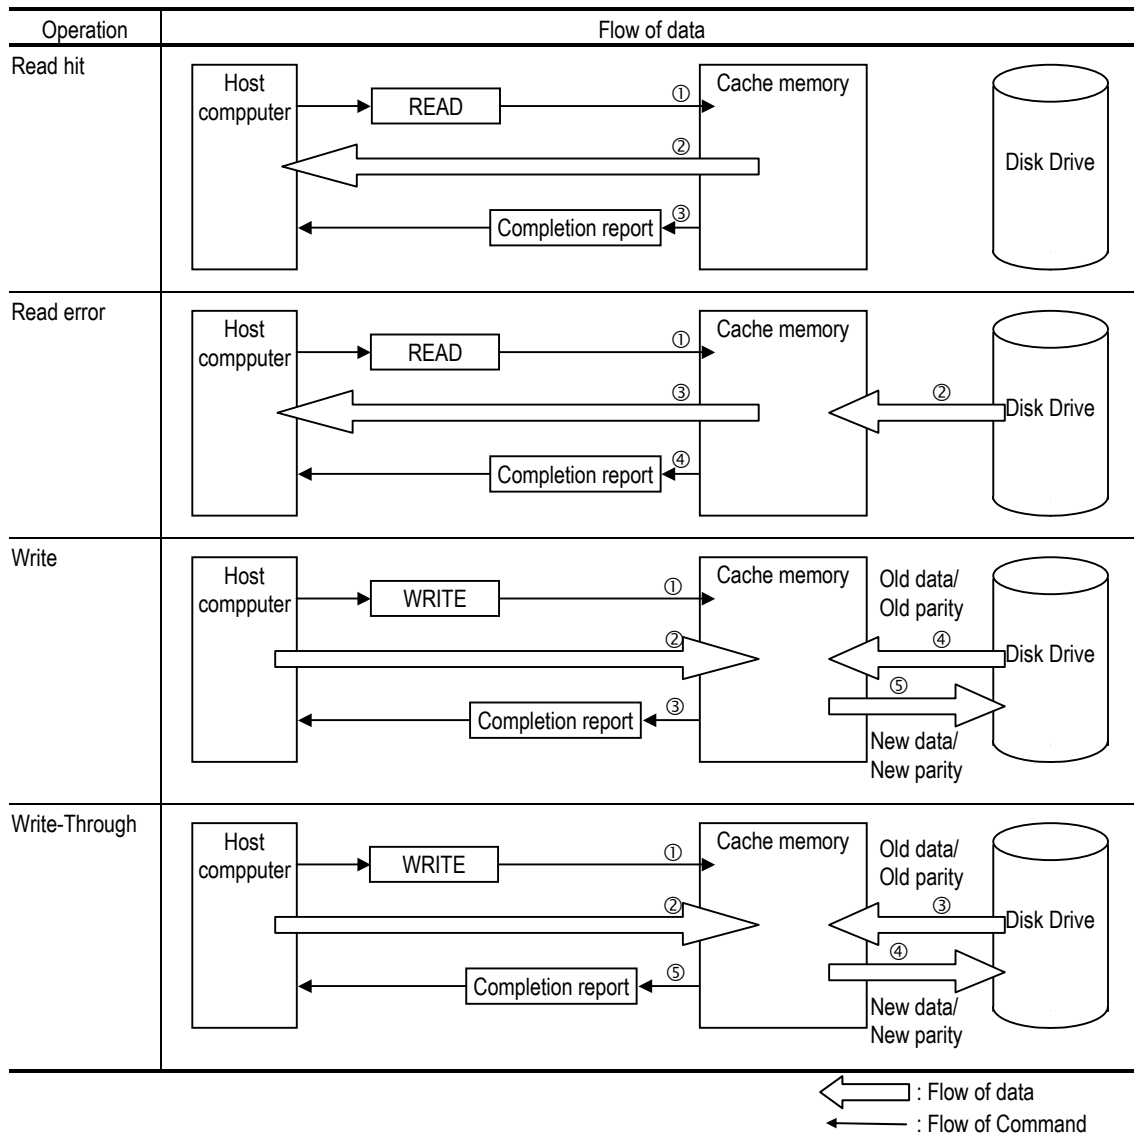 Operation
Flow of data
Read hit
Host
compputer
READ
①
Cache memory
②
Disk Drive
Completion report
③
Read error
Host
compputer
READ
①
Cache memory
③
②
Disk Drive
Completion report
④
Write
Host
compputer
WRITE
①
Cache memory
Old data/
Old parity
②
④
Disk Drive
Completion report
③
⑤
New data/
New parity
Write-Through
Host
compputer
WRITE
①
Cache memory
Old data/
Old parity
②
③
Disk Drive
Completion report
⑤
④
New data/
New parity
: Flow of data
: Flow of Command